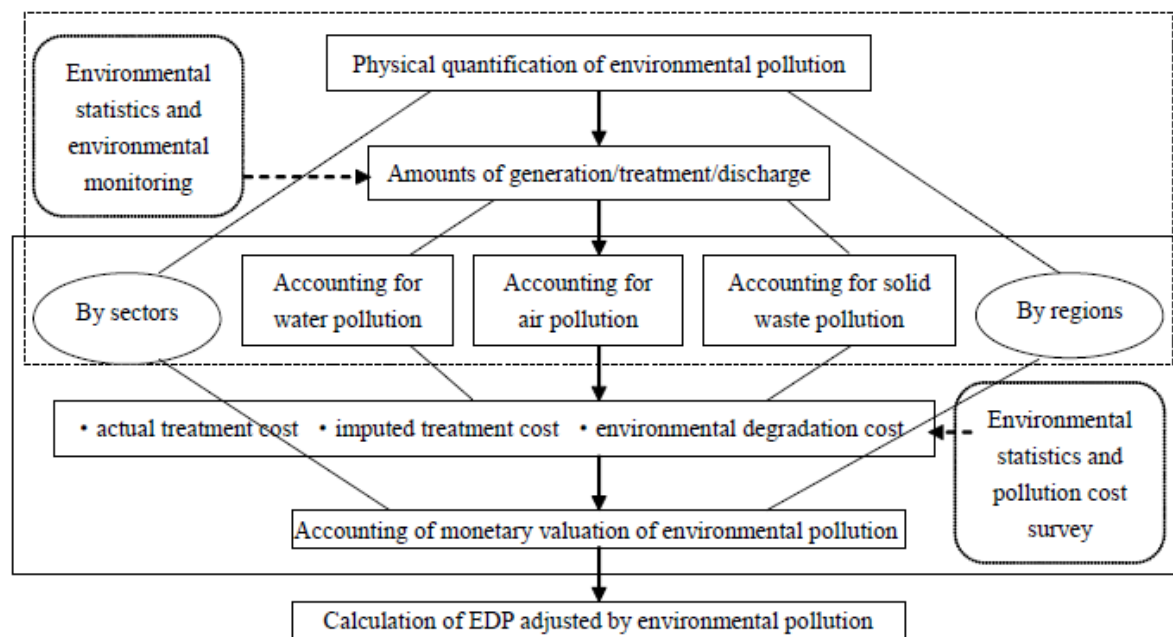 Physical quantification of environmental pollution
Environmental
statistics and
environmental
monitoring
Amounts of generation/treatment/discharge
By sectors
Accounting for
water pollution
Accounting for
air pollution
Accounting for solid
waste pollution
By regions
・actual treatment cost ・imputed treatment cost ・environmental degradation cost
Environmental
statistics and
pollution cost
survey
Accounting of monetary valuation of environmental pollution
Calculation of EDP adjusted by environmental pollution